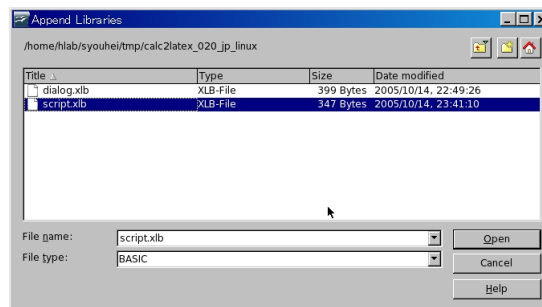 Append Libraries
/home/hlab/syouhei/tmp/calc2latex_020_jp_linux
Title Type Size Date modified
dialog.xlb XLB-File 399 Bytes 2005/10/14, 22:49:26
script.xlb XLB-File 347 Bytes 2005/10/14, 23:41:10
File name: script.xlb Open
File type: BASIC Cancel
Help